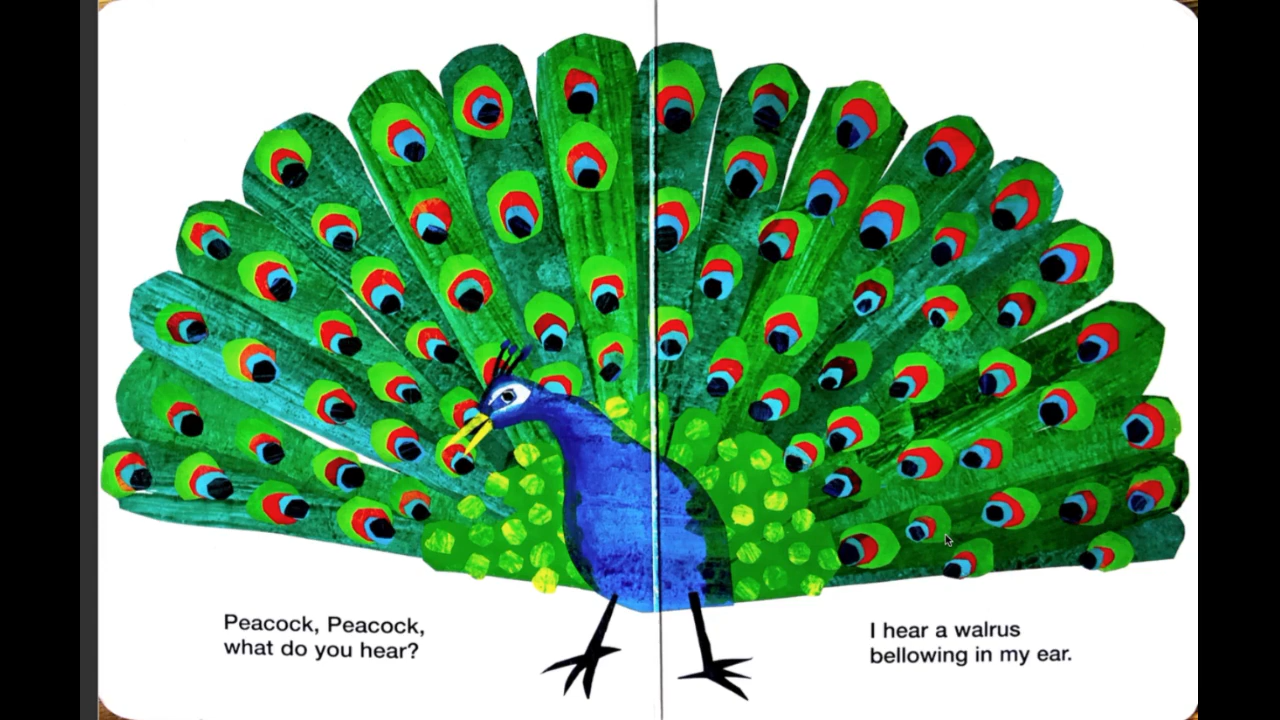 Peacock, Peacock,
what do you hear?
I hear a walrus
bellowing in my ear.